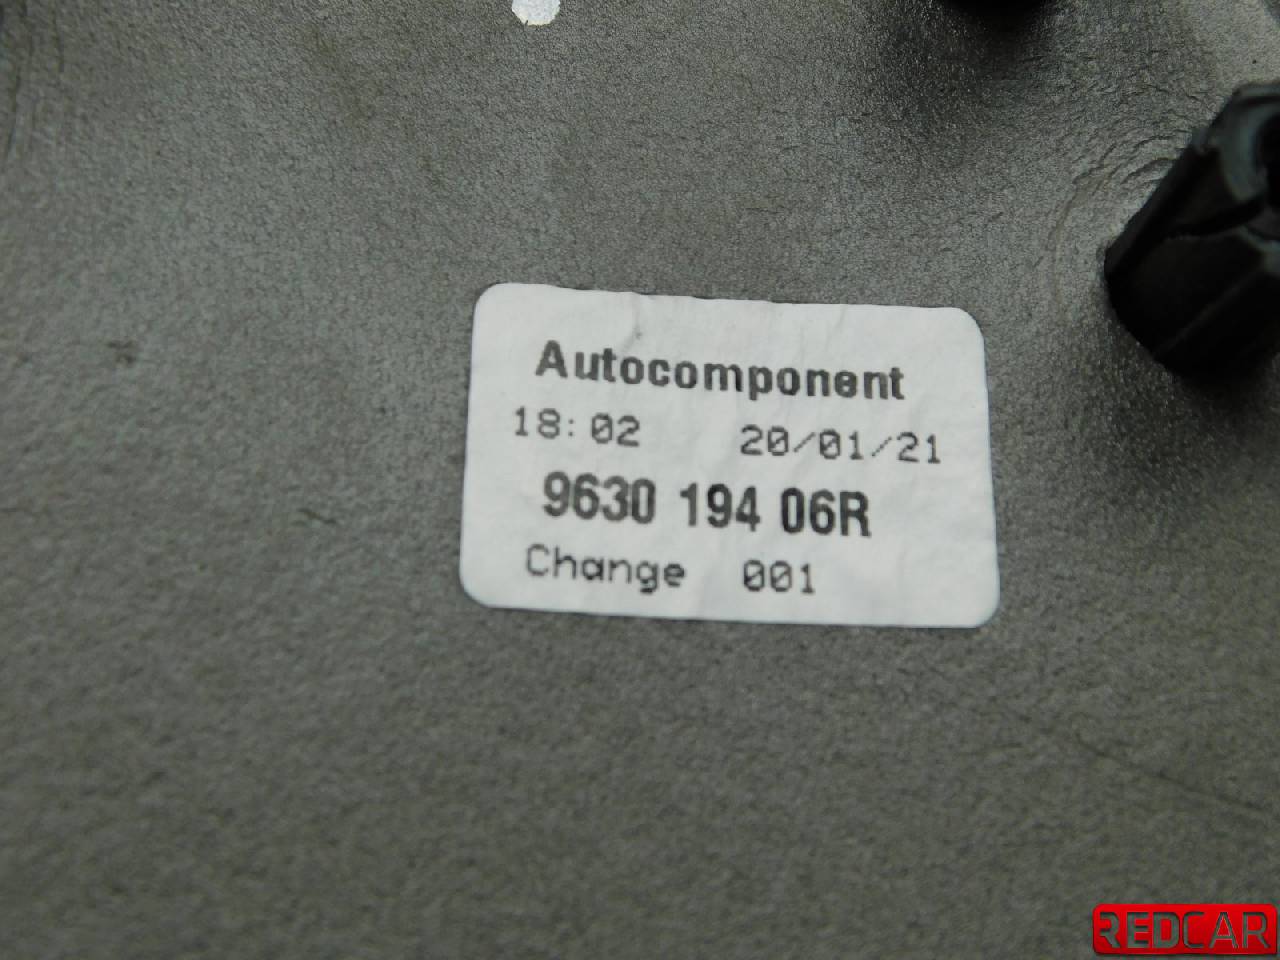 Autocomponent
18:02 20/01/21
9630 194 06R
Change 001
REDCAR